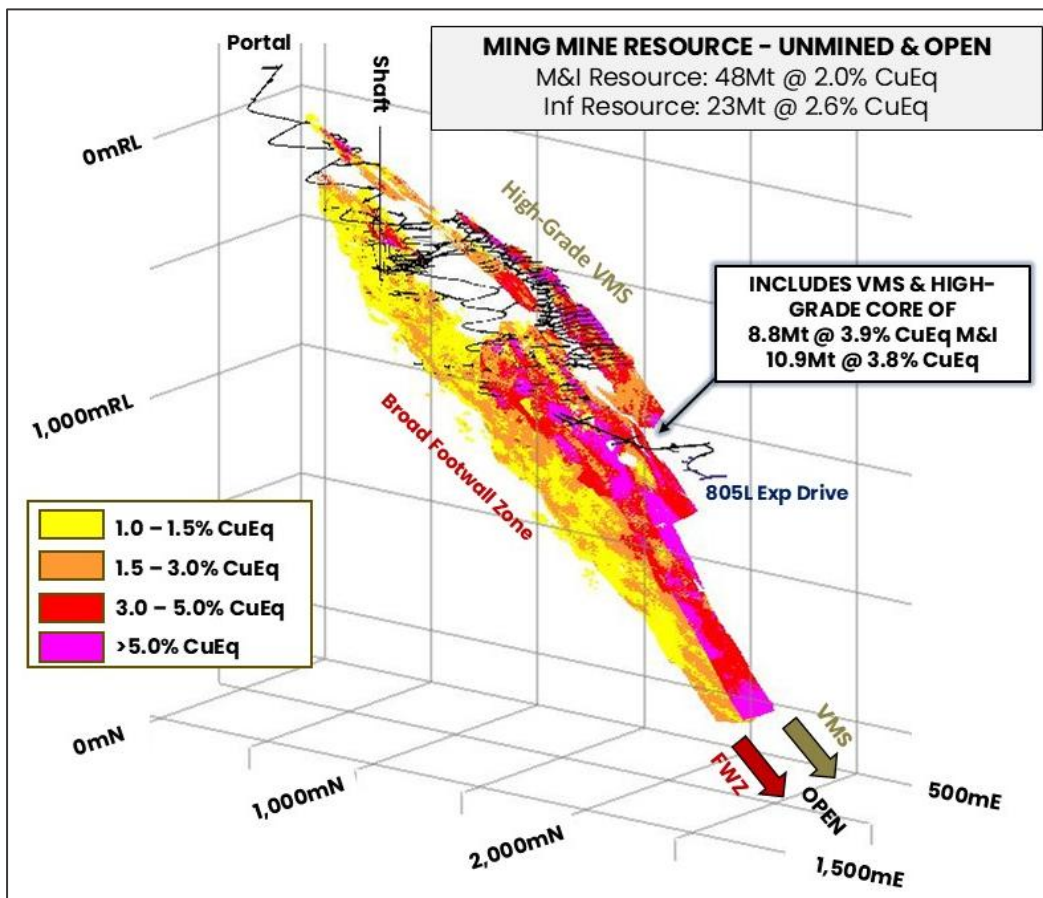 MING MINE RESOURCE - UNMINED & OPEN
M&I Resource: 48Mt @ 2.0% CuEq
Inf Resource: 23Mt @ 2.6% CuEq
Portal
Shaft
0mRL
High-Grade VMS
INCLUDES VMS & HIGH-
GRADE CORE OF
8.8Mt @ 3.9% CuEq M&I
10.9Mt @ 3.8% CuEq
1,000mRL
Broad Footwall Zone
805L Exp Drive
1.0 – 1.5% CuEq
1.5 – 3.0% CuEq
3.0 – 5.0% CuEq
>5.0% CuEq
0mN
1,000mN
2,000mN
FWZ
VMS
OPEN
500mE
1,500mE